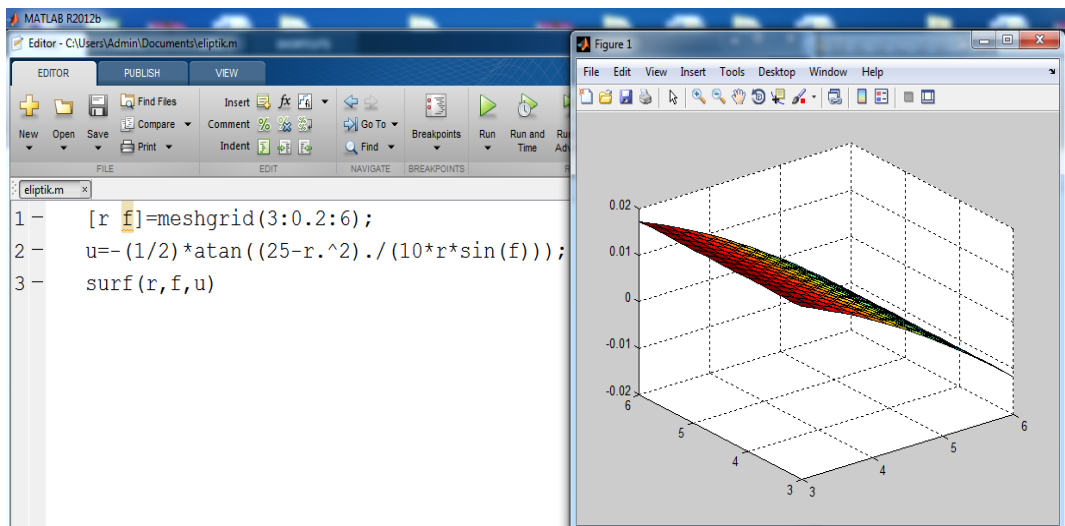 MATLAB R2012b
Editor - C:\Users\Admin\Documents\eliptik.m
EDITOR PUBLISH VIEW
New Open Save
Find Files
Compare
Print
FILE
Insert fx
Comment
Indent
EDIT
Go To
Find
NAVIGATE
Breakpoints
BREAKPOINTS
Run
Run and Time
eliptik.m ×
1 — [r f]=meshgrid(3:0.2:6);
2 — u=-(1/2)*atan((25-r.^2)./(10*r*sin(f)));
3 — surf(r,f,u)
Figure 1
File Edit View Insert Tools Desktop Window Help
0.02
0.01
0
-0.01
-0.02
6
5
4
3
3
4
5
6